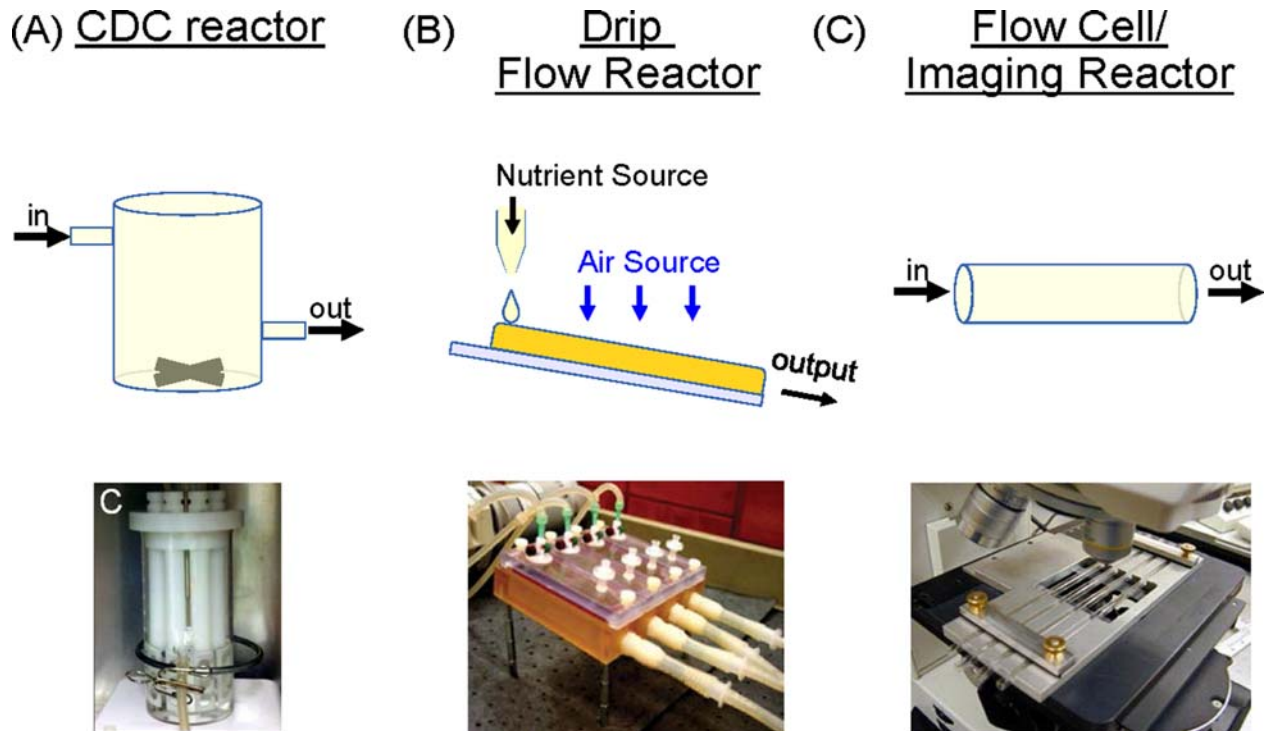 (A) CDC reactor
(B) Drip
Flow Reactor
(C) Flow Cell/
Imaging Reactor
in
out
Nutrient Source
Air Source
output
in
out
C